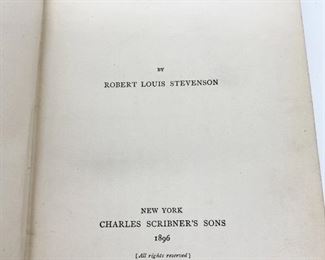 BY
ROBERT LOUIS STEVENSON
NEW YORK
CHARLES SCRIBNER'S SONS
1896
[All rights reserved]